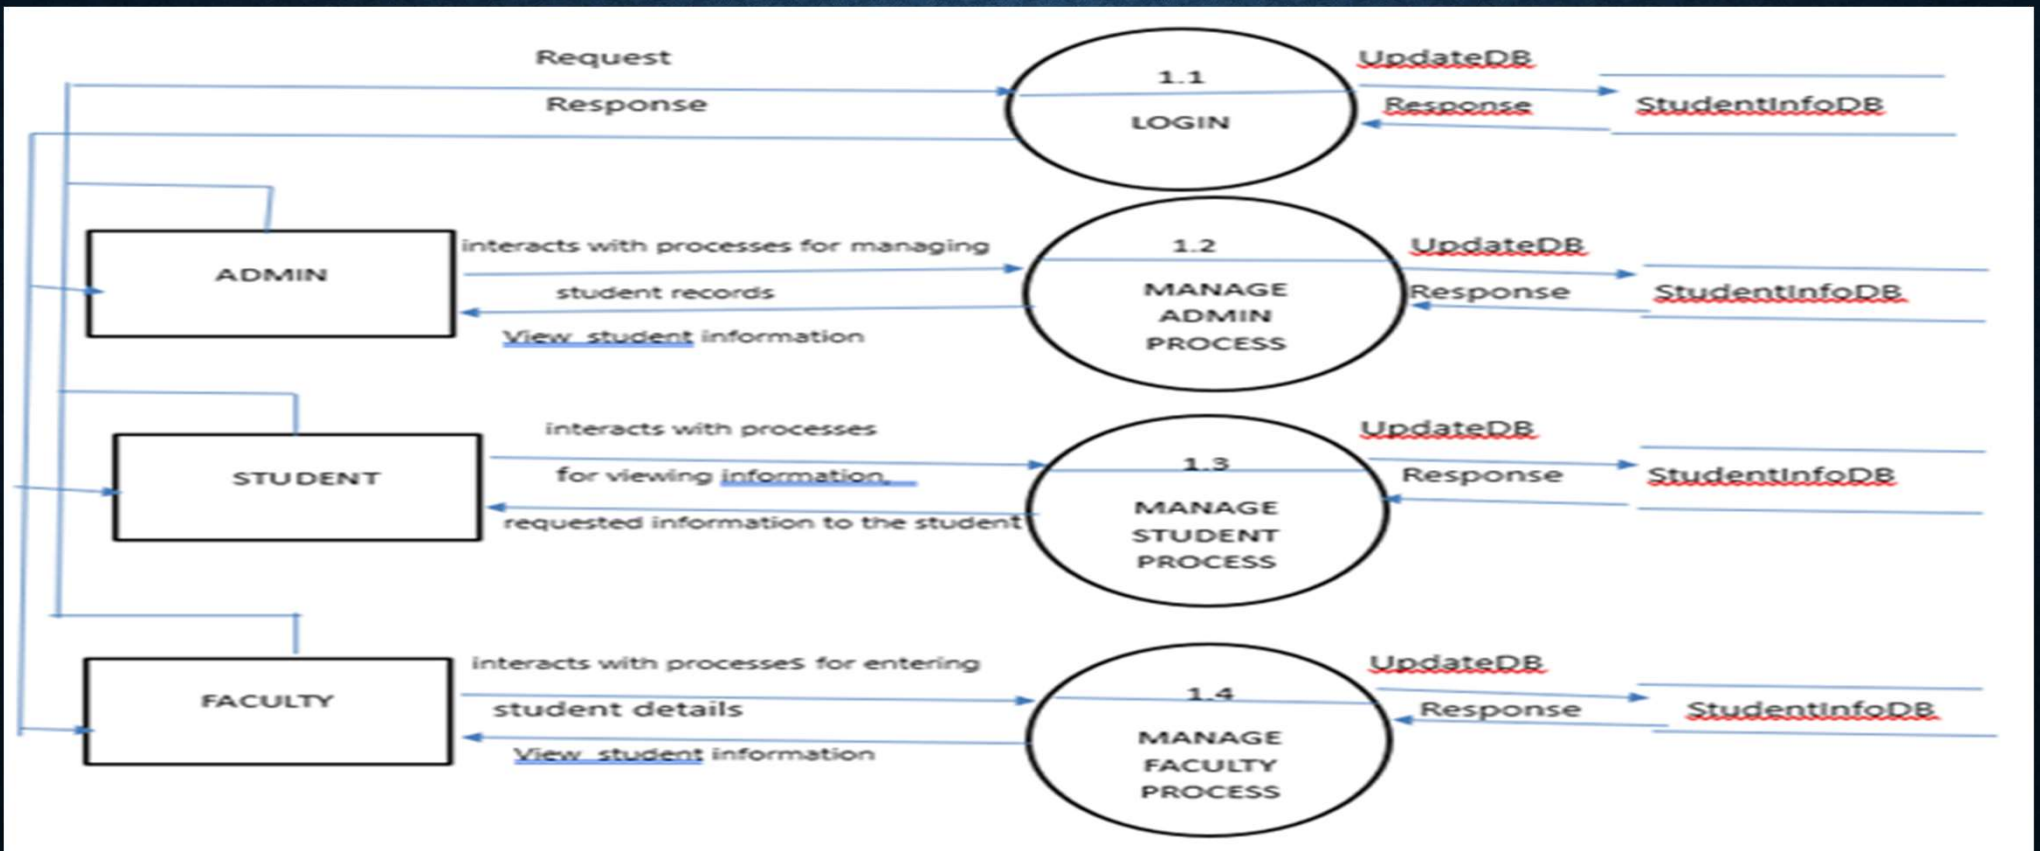 Request
1.1
UpdateDB
Response
LOGIN
Response
StudentInfoDB
ADMIN
interacts with processes for managing
student records
View student information
1.2
MANAGE
ADMIN
PROCESS
UpdateDB
Response
StudentInfoDB
STUDENT
interacts with processes
for viewing information,
requested information to the student
1.3
MANAGE
STUDENT
PROCESS
UpdateDB
Response
StudentInfoDB
FACULTY
interacts with processes for entering
student details
View student information
1.4
MANAGE
FACULTY
PROCESS
UpdateDB
Response
StudentInfoDB